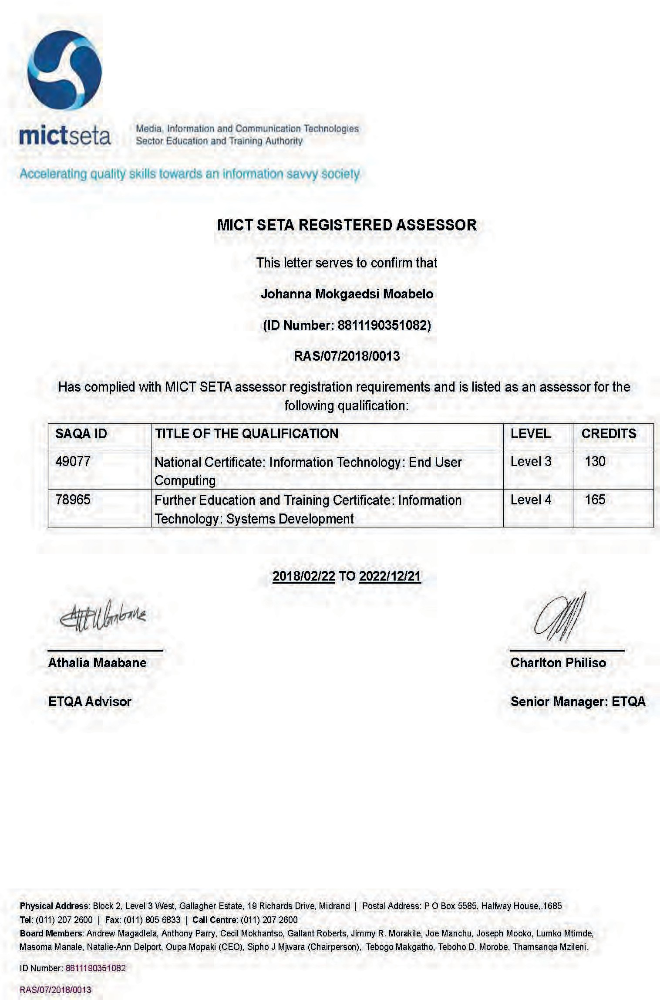 mictseta
Media, Information and Communication Technologies
Sector Education and Training Authority
Accelerating quality skills towards an information savvy society
MICT SETA REGISTERED ASSESSOR
This letter serves to confirm that
Johanna Mokgaedsi Moabelo
(ID Number: 8811190351082)
RAS/07/2018/0013
Has complied with MICT SETA assessor registration requirements and is listed as an assessor for the
following qualification:
SAQA ID TITLE OF THE QUALIFICATION LEVEL CREDITS
49077 National Certificate: Information Technology: End User Level 3 130
Computing
78965 Further Education and Training Certificate: Information Level 4 165
Technology: Systems Development
2018/02/22 TO 2022/12/21
Athalia Maabane Charlton Philiso
ETQA Advisor Senior Manager: ETQA
Physical Address: Block 2, Level 3 West, Gallagher Estate, 19 Richards Drive, Midrand | Postal Address: P O Box 5585, Halfway House,.1685
Tel: (011) 207 2600 | Fax: (011) 805 6833 | Call Centre: (011) 207 2600
Board Members: Andrew Magadlela, Anthony Parry, Cecil Mokhantso, Gallant Roberts, Jimmy R. Morakile, Joe Manchu, Joseph Mooko, Lumko Mtimde,
Masoma Manale, Natalie-Ann Delport, Oupa Mopaki (CEO), Sipho J Mjwara (Chairperson), Tebogo Makgatho, Teboho D. Morobe, Thamsanqa Mzileni.
ID Number: 8811190351082
RAS/07/2018/0013